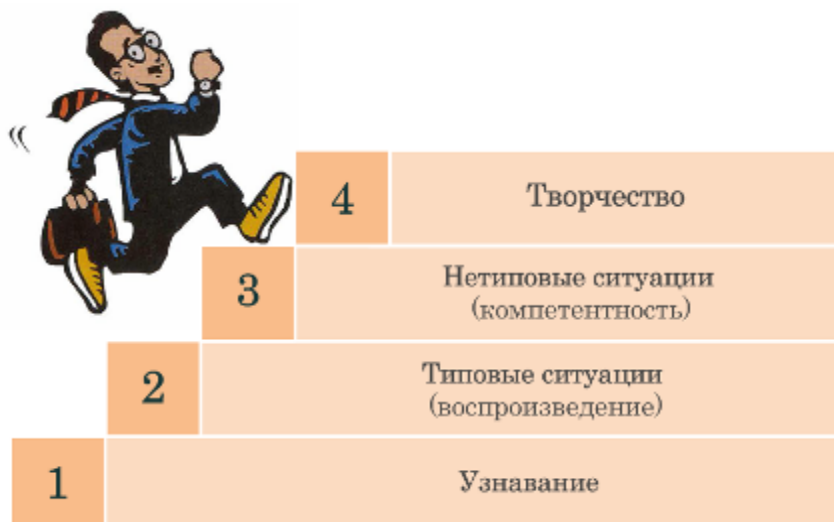 4
Творчество
3
Нетиповые ситуации
(компетентность)
2
Типовые ситуации
(воспроизведение)
1
Узнавание